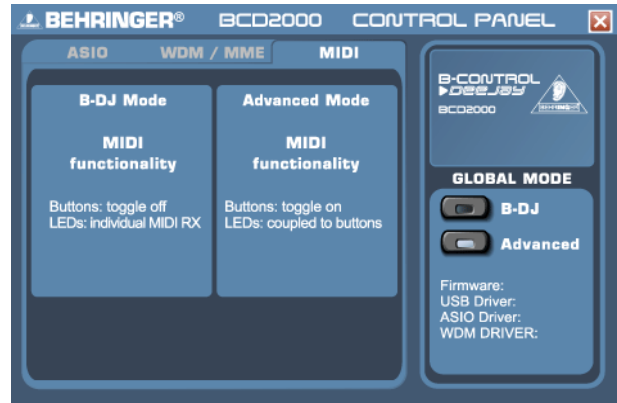 BEHRINGER® BCD2000 CONTROL PANEL
ASIO WDM / MME MIDI
B-DJ Mode
MIDI
functionality
Buttons: toggle off
LEDs: individual MIDI RX
Advanced Mode
MIDI
functionality
Buttons: toggle on
LEDs: coupled to buttons
B-CONTROL
DEEJAY
BCD2000
BEHRINGER
GLOBAL MODE
B-DJ
Advanced
Firmware:
USB Driver:
ASIO Driver:
WDM DRIVER: